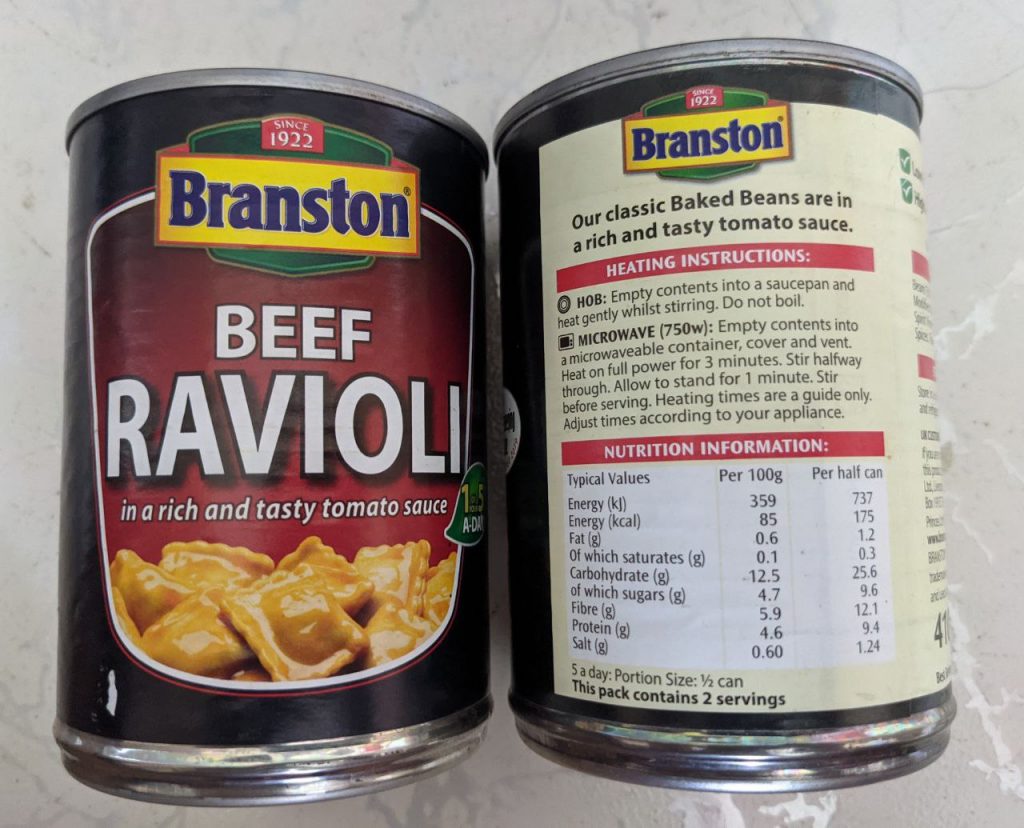 SINCE
1922
Branston®
BEEF
RAVIOLI
in a rich and tasty tomato sauce
1
5
A-DAY
SINCE
1922
Branston®
Our classic Baked Beans are in
a rich and tasty tomato sauce.
HEATING INSTRUCTIONS:
HOB: Empty contents into a saucepan and
heat gently whilst stirring. Do not boil.
MICROWAVE (750w): Empty contents into
a microwaveable container, cover and vent.
Heat on full power for 3 minutes. Stir halfway
through. Allow to stand for 1 minute. Stir
before serving. Heating times are a guide only.
Adjust times according to your appliance.
NUTRITION INFORMATION:
Typical Values Per 100g Per half can
Energy (kJ) 359 737
Energy (kcal) 85 175
Fat (g) 0.6 1.2
Of which saturates (g) 0.1 0.3
Carbohydrate (g) 12.5 25.6
of which sugars (g) 4.7 9.6
Fibre (g) 5.9 12.1
Protein (g) 4.6 9.4
Salt (g) 0.60 1.24
5 a day: Portion Size: ½ can
This pack contains 2 servings